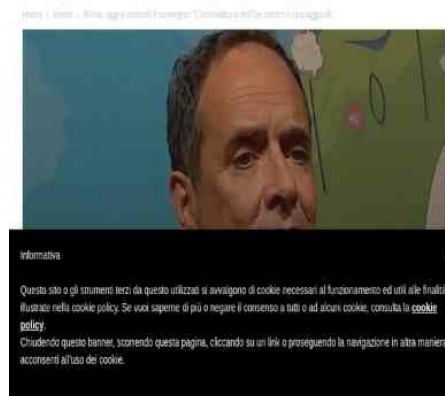 Informativa
Questo sito o gli strumenti terzi da questo utilizzati si avvalgono di cookie necessari al funzionamento ed utili alle finalità
illustrate nella cookie policy. Se vuoi saperne di più o negare il consenso a tutti o ad alcuni cookie, consulta la cookie
policy.
Chiudendo questo banner, scorrendo questa pagina, cliccando su un link o proseguendo la navigazione in altra maniera,
acconsenti all'uso dei cookie.